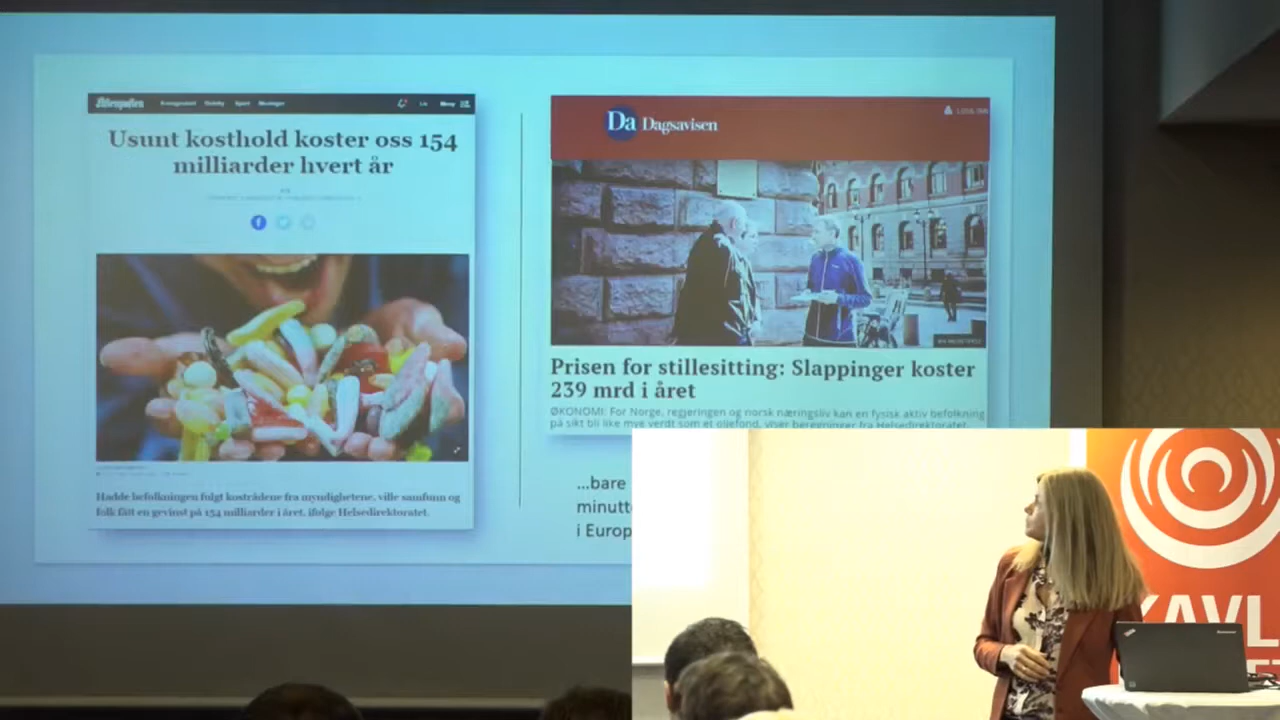 Aftenposten
Usunt kosthold koster oss 154
milliarder hvert år
Hadde befolkningen fulgt kostrådene fra myndighetene, ville samfunn og
folk fått en gevinst på 154 milliarder i året, ifølge Helsedirektoratet.
Da Dagsavisen
Prisen for stillesitting: Slappinger koster
239 mrd i året
ØKONOMI: For Norge, regjeringen og norsk næringsliv kan en fysisk aktiv befolkning
på sikt bli like mye verdt som et oljefond, viser beregninger fra Helsedirektoratet.
...bare
minutt
i Europ
KAVL